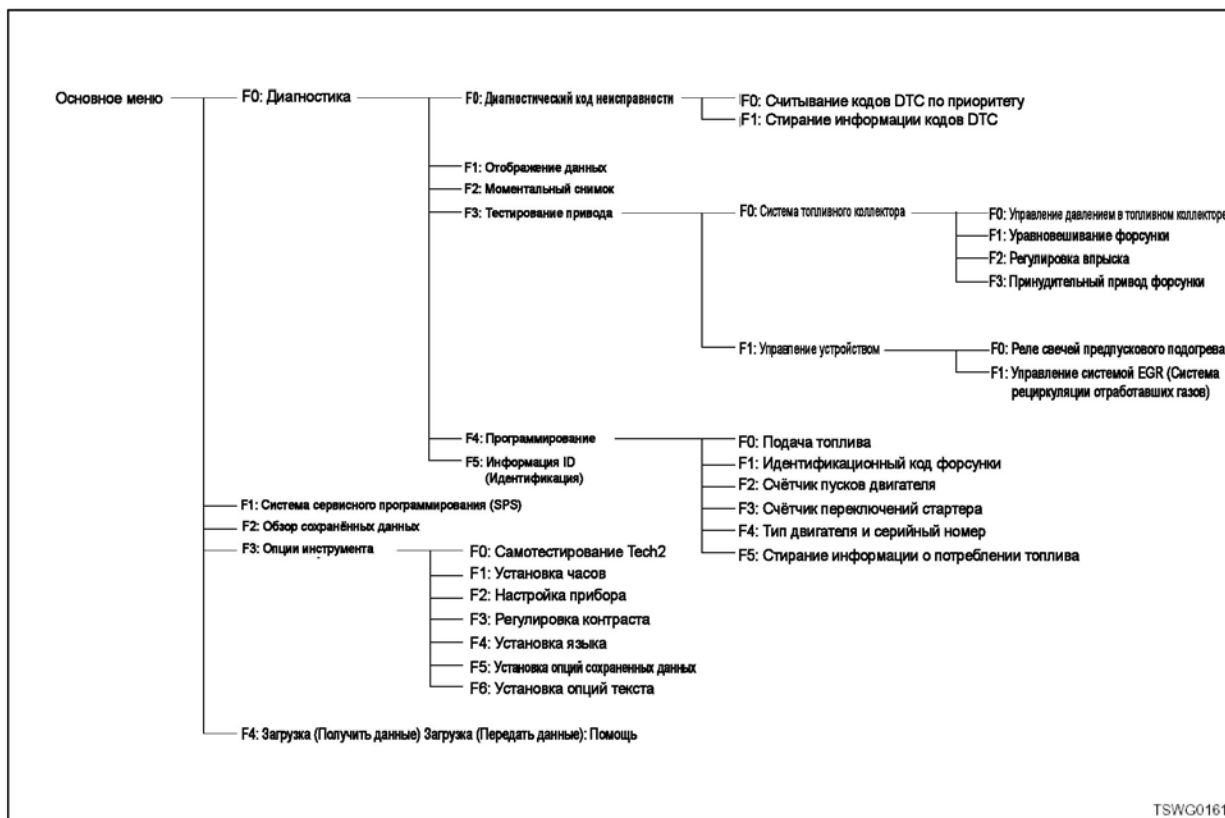 Основное меню
F0: Диагностика
F0: Диагностический код неисправности
F0: Считывание кодов DTC по приоритету
F1: Стирание информации кодов DTC
F1: Отображение данных
F2: Моментальный снимок
F3: Тестирование привода
F0: Система топливного коллектора
F0: Управление давлением в топливном коллекторе
F1: Уравновешивание форсунки
F2: Регулировка впрыска
F3: Принудительный привод форсунки
F1: Управление устройством
F0: Реле свечей предпускового подогрева
F1: Управление системой EGR (Система
рециркуляции отработавших газов)
F4: Программирование
F0: Подача топлива
F1: Идентификационный код форсунки
F2: Счётчик пусков двигателя
F3: Счётчик переключений стартера
F4: Тип двигателя и серийный номер
F5: Стирание информации о потреблении топлива
F5: Информация ID
(Идентификация)
F1: Система сервисного программирования (SPS)
F2: Обзор сохранённых данных
F3: Опции инструмента
F0: Самотестирование Tech2
F1: Установка часов
F2: Настройка прибора
F3: Регулировка контраста
F4: Установка языка
F5: Установка опций сохраненных данных
F6: Установка опций текста
F4: Загрузка (Получить данные) Загрузка (Передать данные): Помощь
TSWG0161